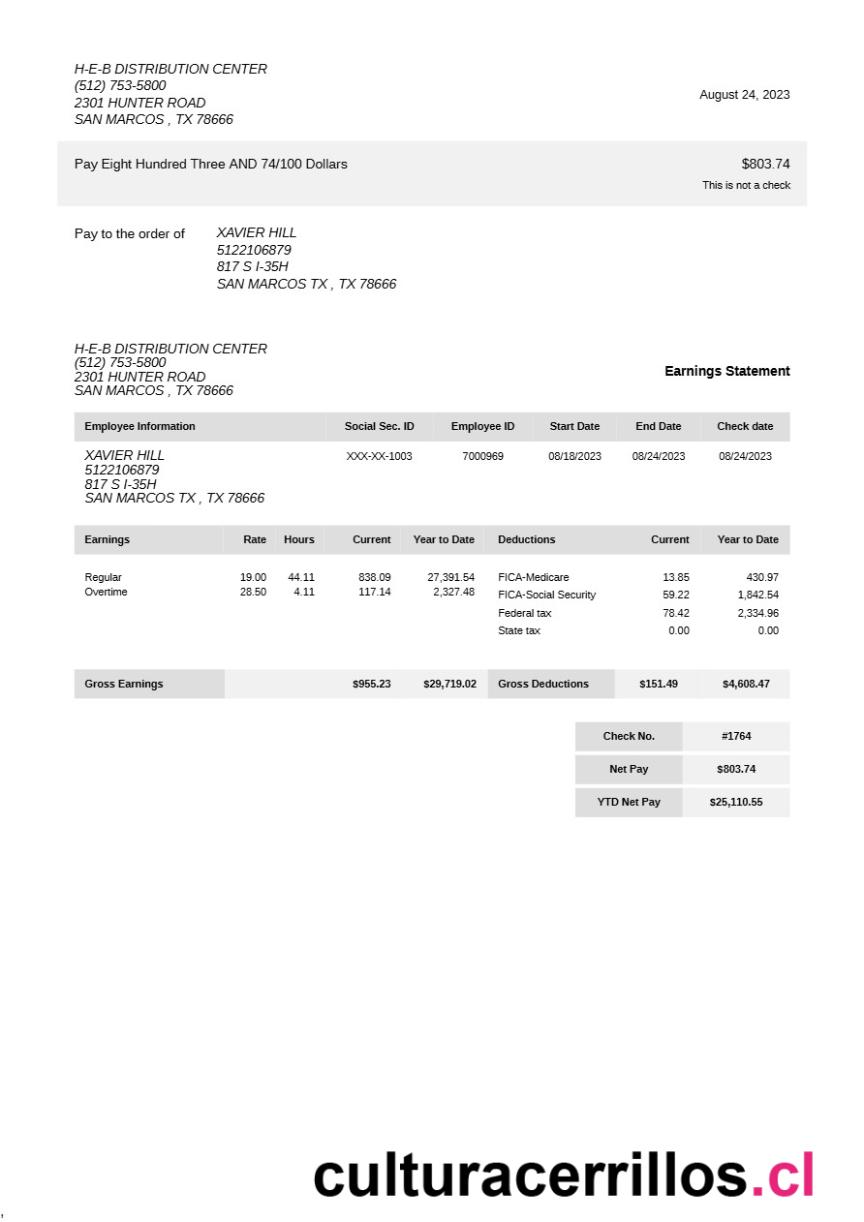 H-E-B DISTRIBUTION CENTER
(512) 753-5800
2301 HUNTER ROAD
SAN MARCOS , TX 78666
August 24, 2023
Pay Eight Hundred Three AND 74/100 Dollars $803.74
This is not a check
Pay to the order of XAVIER HILL
5122106879
817 S I-35H
SAN MARCOS TX , TX 78666
H-E-B DISTRIBUTION CENTER
(512) 753-5800
2301 HUNTER ROAD
SAN MARCOS , TX 78666
Earnings Statement
Employee Information Social Sec. ID Employee ID Start Date End Date Check date
XAVIER HILL XXX-XX-1003 7000969 08/18/2023 08/24/2023 08/24/2023
5122106879
817 S I-35H
SAN MARCOS TX , TX 78666
Earnings Rate Hours Current Year to Date Deductions Current Year to Date
Regular 19.00 44.11 838.09 27,391.54 FICA-Medicare 13.85 430.97
Overtime 28.50 4.11 117.14 2,327.48 FICA-Social Security 59.22 1,842.54
Federal tax 78.42 2,334.96
State tax 0.00 0.00
Gross Earnings $955.23 $29,719.02 Gross Deductions $151.49 $4,608.47
Check No. #1764
Net Pay $803.74
YTD Net Pay $25,110.55
culturacerrillos.cl
,